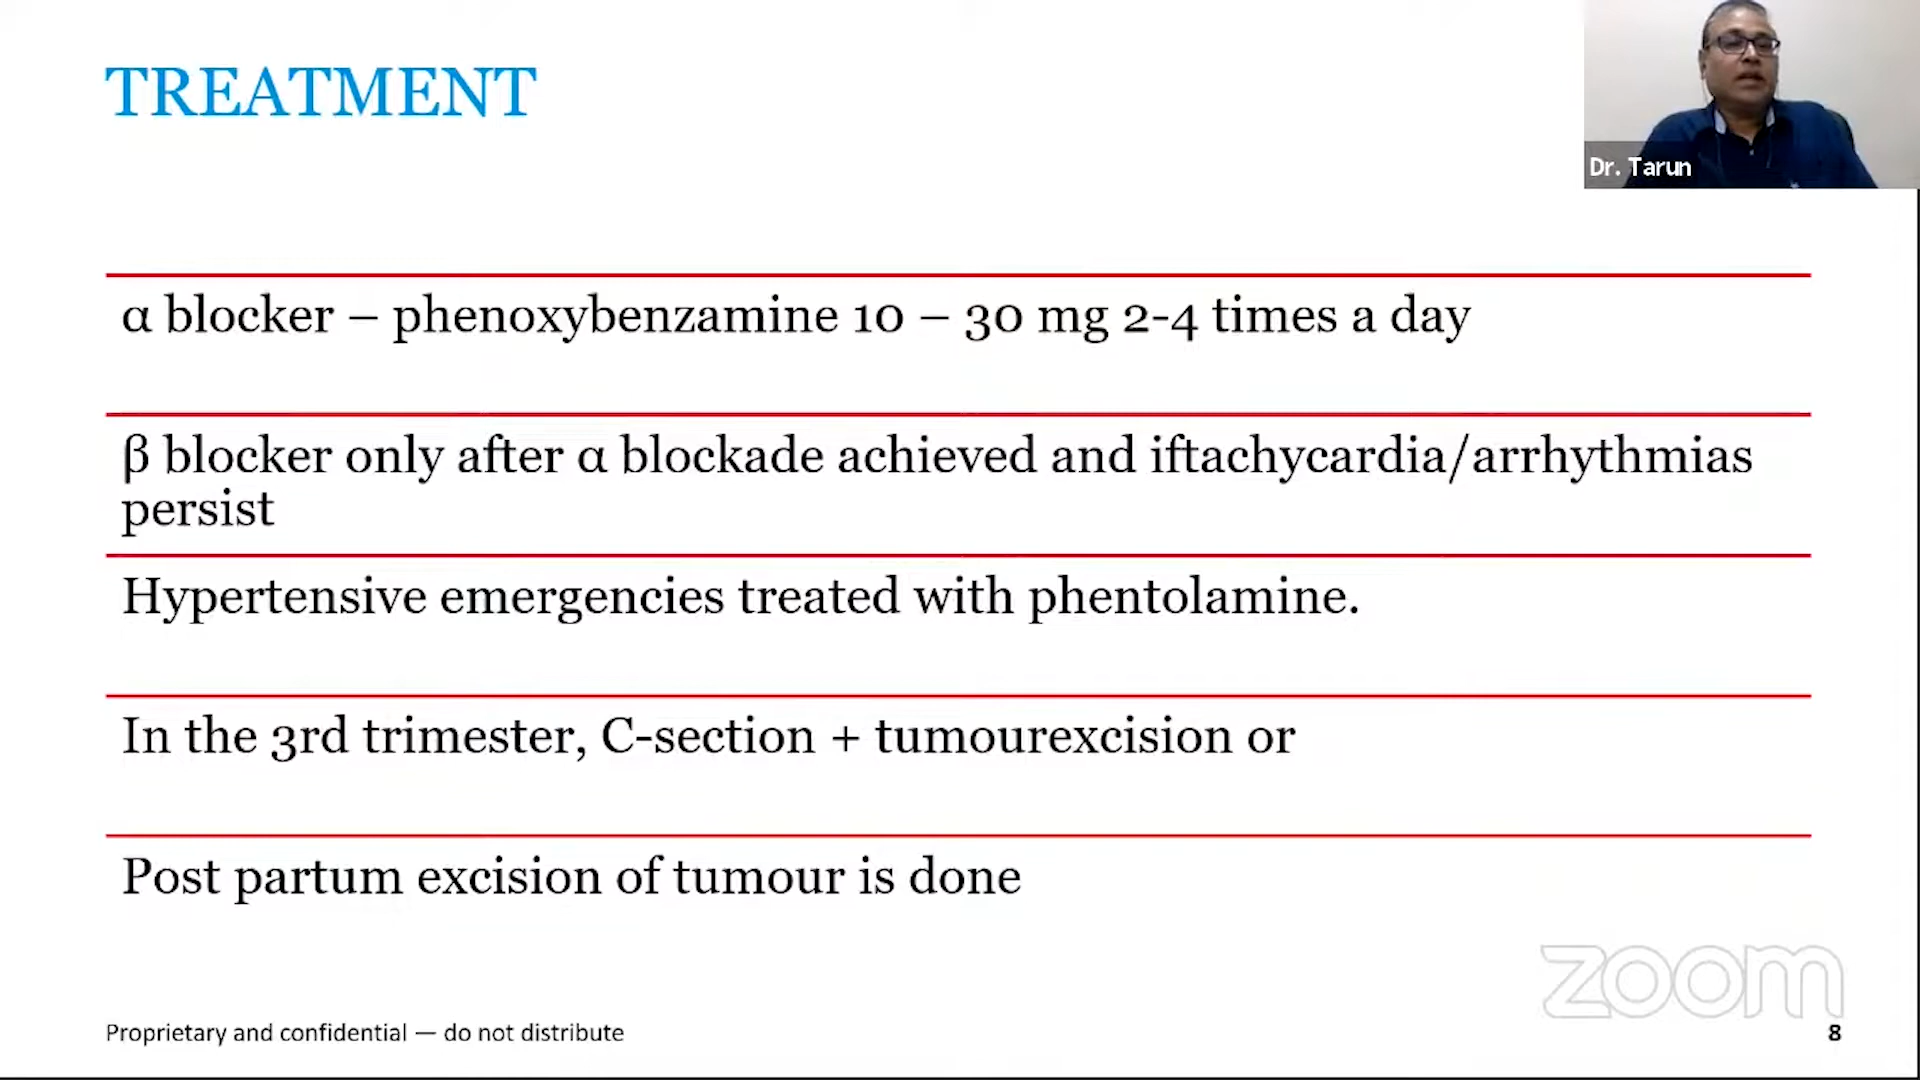 TREATMENT
Dr. Tarun
α blocker – phenoxybenzamine 10 – 30 mg 2-4 times a day
β blocker only after α blockade achieved and iftachycardia/arrhythmias
persist
Hypertensive emergencies treated with phentolamine.
In the 3rd trimester, C-section + tumourexcision or
Post partum excision of tumour is done
zoom
Proprietary and confidential — do not distribute
8